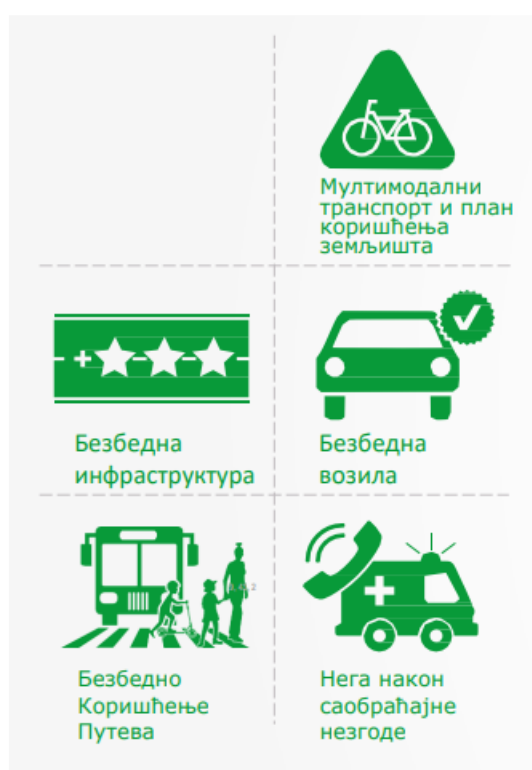 Мултимодални
транспорт и план
коришћења
земљишта
Безбедна
инфраструктура
Безбедна
возила
Безбедно
Коришћење
Путева
Нега након
саобраћајне
незгоде